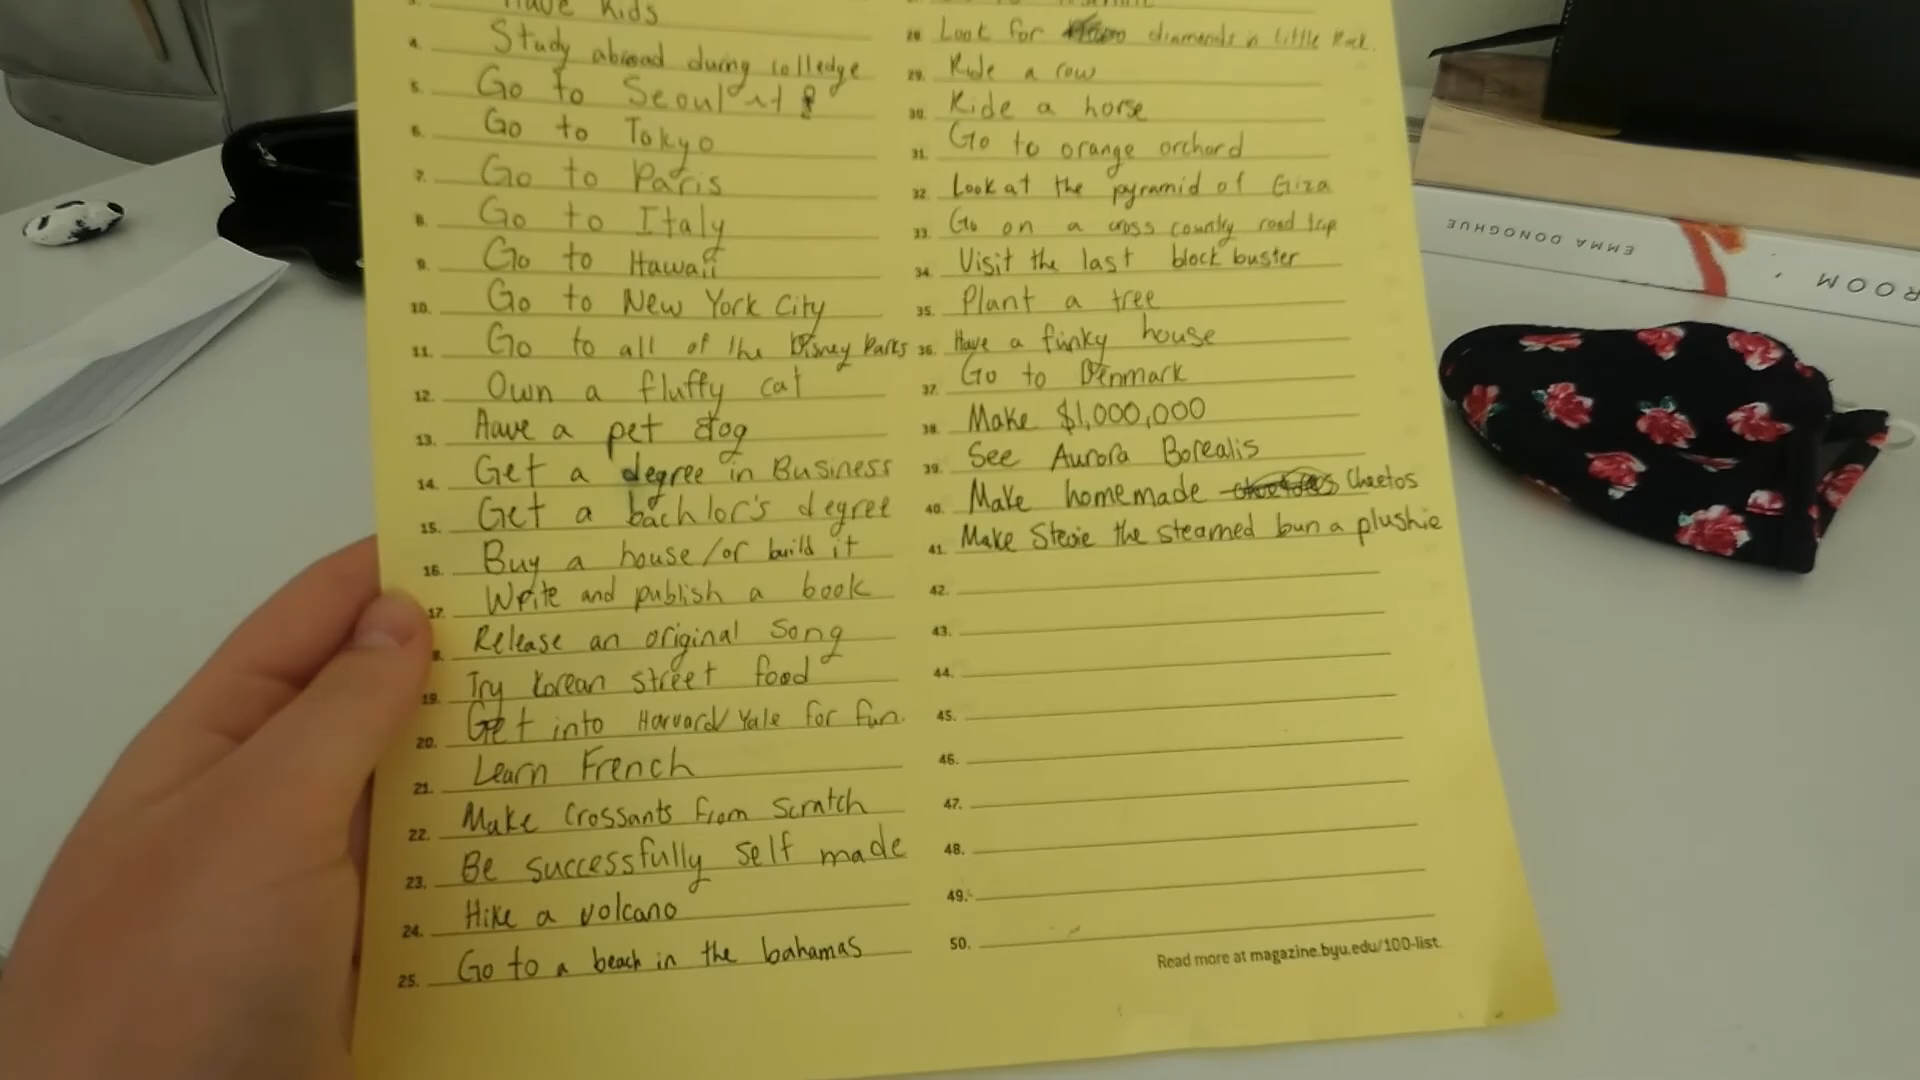 3. Have Kids
4. Study abroad during colledge
5. Go to Seoul
6. Go to Tokyo
7. Go to Paris
8. Go to Italy
9. Go to Hawaii
10. Go to New York City
11. Go to all of the Disney Parks
12. Own a fluffy cat
13. Have a pet dog
14. Get a degree in Business
15. Get a bachlor's degree
16. Buy a house/or build it
17. Write and publish a book
8. Release an original song
19. Try Korean street food
20. Get into Harvard/Yale for fun.
21. Learn French
22. Make Crossants from scratch
23. Be successfully self made
24. Hike a volcano
25. Go to a beach in the bahamas
28. Look for diamonds in Little Rock.
29. Ride a cow
30. Ride a horse
31. Go to orange orchard
32. Look at the pyramid of Giza
33. Go on a cross county road trip
34. Visit the last block buster
35. Plant a tree
36. Have a funky house
37. Go to Denmark
38. Make $1,000,000
39. See Aurora Borealis
40. Make homemade Cheetos
41. Make Stevie the steamed bun a plushie
42.
43.
44.
45.
46.
47.
48.
49.
50.
Read more at magazine.byu.edu/100-list.
EMMA DONOGHUE
ROOM